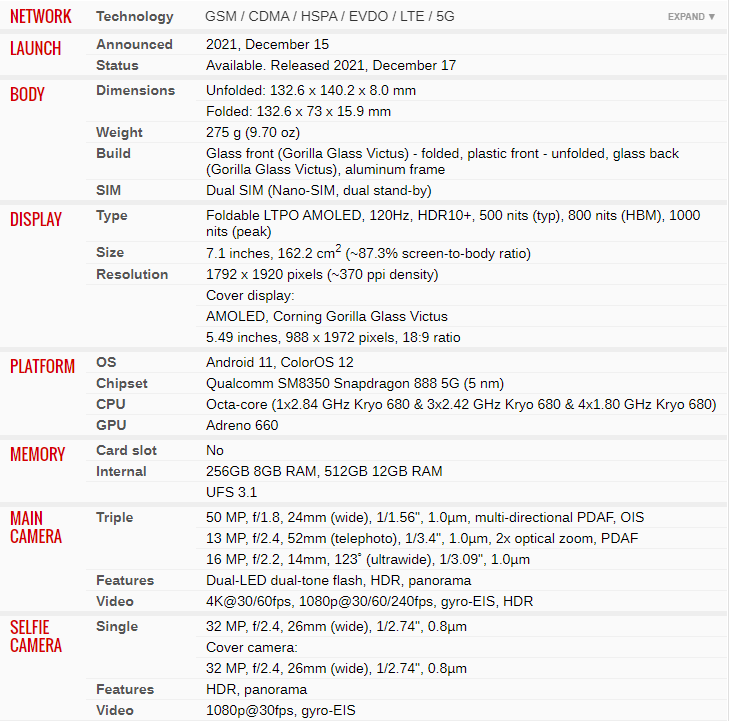 NETWORK Technology GSM / CDMA / HSPA / EVDO / LTE / 5G EXPAND ▼
LAUNCH Announced 2021, December 15
Status Available. Released 2021, December 17
BODY Dimensions Unfolded: 132.6 x 140.2 x 8.0 mm
Folded: 132.6 x 73 x 15.9 mm
Weight 275 g (9.70 oz)
Build Glass front (Gorilla Glass Victus) - folded, plastic front - unfolded, glass back
(Gorilla Glass Victus), aluminum frame
SIM Dual SIM (Nano-SIM, dual stand-by)
DISPLAY Type Foldable LTPO AMOLED, 120Hz, HDR10+, 500 nits (typ), 800 nits (HBM), 1000
nits (peak)
Size 7.1 inches, 162.2 cm² (~87.3% screen-to-body ratio)
Resolution 1792 x 1920 pixels (~370 ppi density)
Cover display:
AMOLED, Corning Gorilla Glass Victus
5.49 inches, 988 x 1972 pixels, 18:9 ratio
PLATFORM OS Android 11, ColorOS 12
Chipset Qualcomm SM8350 Snapdragon 888 5G (5 nm)
CPU Octa-core (1x2.84 GHz Kryo 680 & 3x2.42 GHz Kryo 680 & 4x1.80 GHz Kryo 680)
GPU Adreno 660
MEMORY Card slot No
Internal 256GB 8GB RAM, 512GB 12GB RAM
UFS 3.1
MAIN CAMERA Triple 50 MP, f/1.8, 24mm (wide), 1/1.56", 1.0µm, multi-directional PDAF, OIS
13 MP, f/2.4, 52mm (telephoto), 1/3.4", 1.0µm, 2x optical zoom, PDAF
16 MP, f/2.2, 14mm, 123˚ (ultrawide), 1/3.09", 1.0µm
Features Dual-LED dual-tone flash, HDR, panorama
Video 4K@30/60fps, 1080p@30/60/240fps, gyro-EIS, HDR
SELFIE CAMERA Single 32 MP, f/2.4, 26mm (wide), 1/2.74", 0.8µm
Cover camera:
32 MP, f/2.4, 26mm (wide), 1/2.74", 0.8µm
Features HDR, panorama
Video 1080p@30fps, gyro-EIS